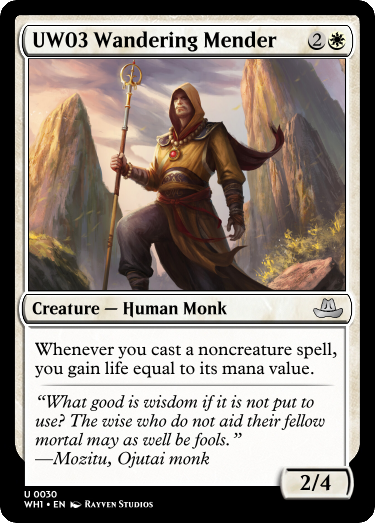 UW03 Wandering Mender 2
Creature — Human Monk
Whenever you cast a noncreature spell,
you gain life equal to its mana value.
“What good is wisdom if it is not put to
use? The wise who do not aid their fellow
mortal may as well be fools.”
—Mozitu, Ojutai monk
2/4
U 0030
WH1 • EN Rayven Studios